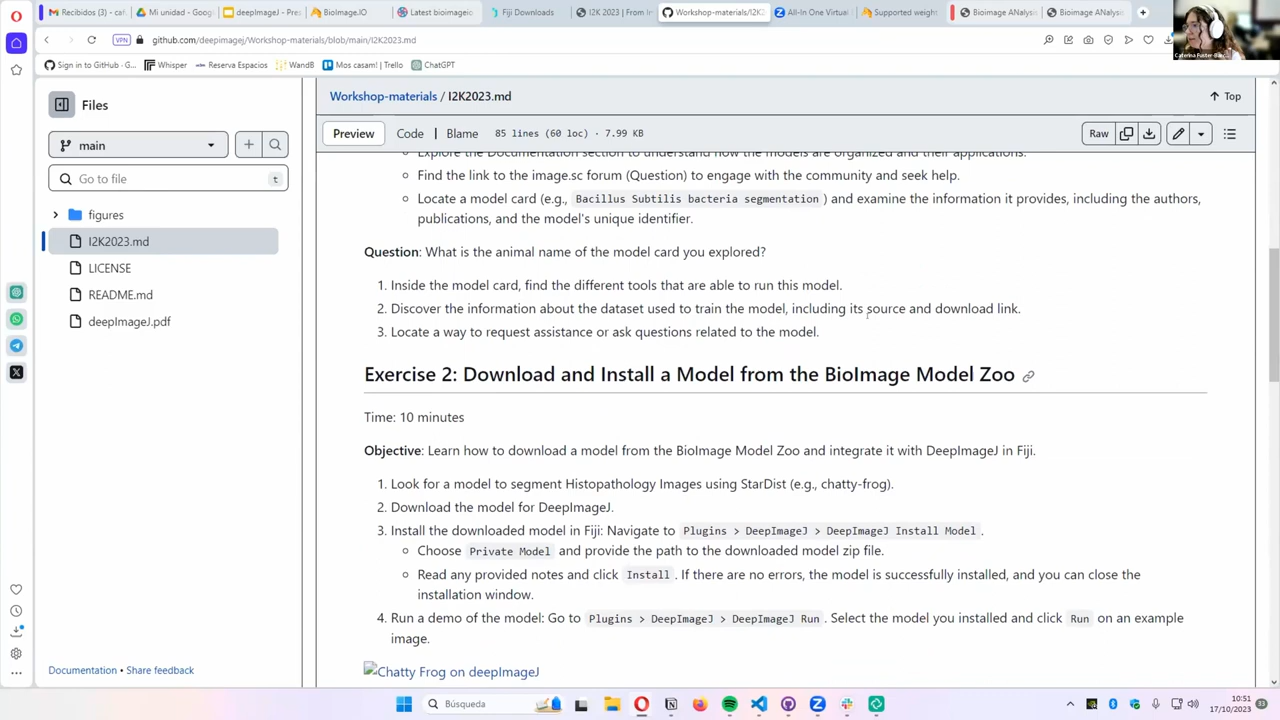 Recibidos (4) - c
Mi unidad - Goog
deepImageJ - Pres
BioImage.IO
Latest bioimageio
Fiji Downloads
I2K 2023 | From In
Workshop-materials/I2K
All-In One Virtual
Supported weight
Bioimage ANalysis
Bioimage ANalysis
VPN
github.com/deepimagej/Workshop-materials/blob/main/I2K2023.md
Sign in to GitHub · G...
Whisper
Reserva Espacios
WandB
Mos casam! | Trello
ChatGPT
Files
main
Go to file
t
figures
I2K2023.md
LICENSE
README.md
deepImageJ.pdf
Documentation • Share feedback
Workshop-materials / I2K2023.md
Top
Preview
Code
Blame
85 lines (60 loc) · 7.99 KB
Raw
Explore the Documentation section to understand how the models are organized and their applications.
Find the link to the image.sc forum (Question) to engage with the community and seek help.
Locate a model card (e.g., Bacillus Subtilis bacteria segmentation ) and examine the information it provides, including the authors,
publications, and the model's unique identifier.
Question: What is the animal name of the model card you explored?
1. Inside the model card, find the different tools that are able to run this model.
2. Discover the information about the dataset used to train the model, including its source and download link.
3. Locate a way to request assistance or ask questions related to the model.
Exercise 2: Download and Install a Model from the BioImage Model Zoo
Time: 10 minutes
Objective: Learn how to download a model from the BioImage Model Zoo and integrate it with DeepImageJ in Fiji.
1. Look for a model to segment Histopathology Images using StarDist (e.g., chatty-frog).
2. Download the model for DeepImageJ.
3. Install the downloaded model in Fiji: Navigate to Plugins > DeepImageJ > DeepImageJ Install Model .
Choose Private Model and provide the path to the downloaded model zip file.
Read any provided notes and click Install . If there are no errors, the model is successfully installed, and you can close the
installation window.
4. Run a demo of the model: Go to Plugins > DeepImageJ > DeepImageJ Run . Select the model you installed and click Run on an example
image.
Chatty Frog on deepImageJ
Búsqueda
10:51
17/10/2023